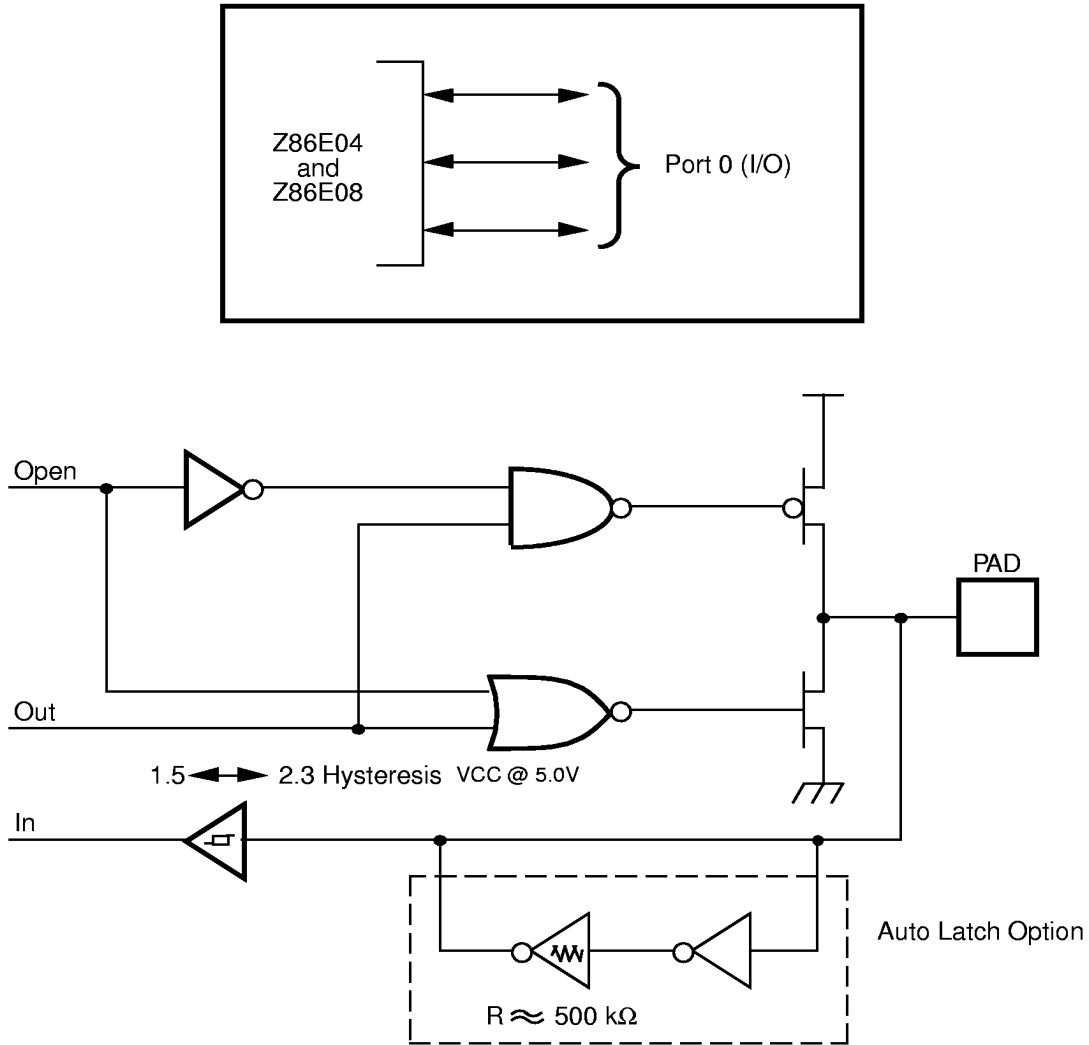 Z86E04
and
Z86E08
Port 0 (I/O)
Open
PAD
Out
1.5 2.3 Hysteresis VCC @ 5.0V
In
Auto Latch Option
R ≈ 500 kΩ